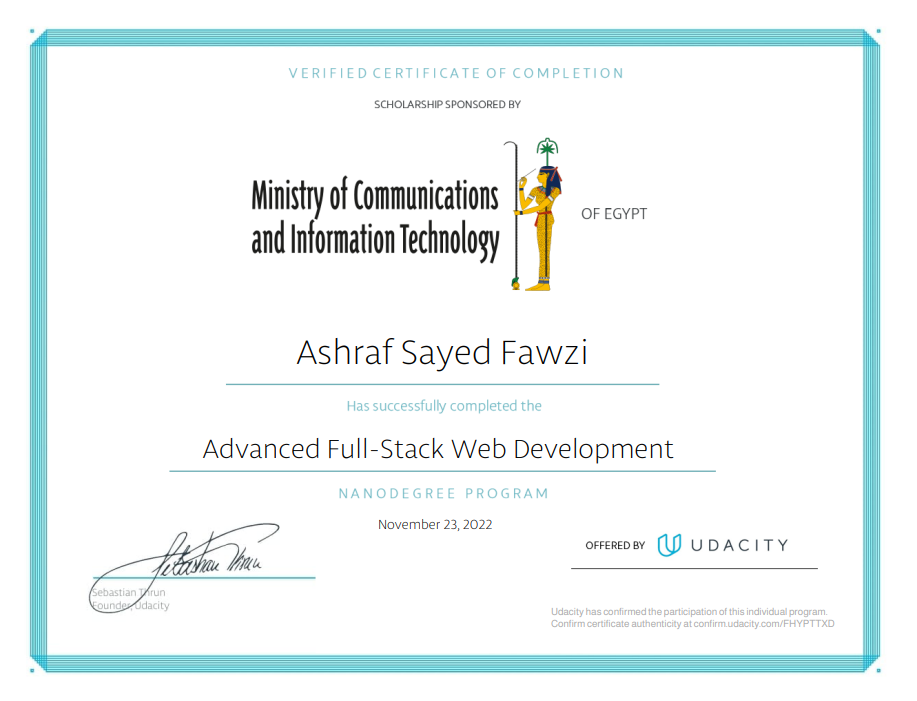 VERIFIED CERTIFICATE OF COMPLETION
SCHOLARSHIP SPONSORED BY
Ministry of Communications
and Information Technology
OF EGYPT
Ashraf Sayed Fawzi
Has successfully completed the
Advanced Full-Stack Web Development
NANODEGREE PROGRAM
November 23, 2022
Sebastian Thrun
Sebastian Thrun
Founder, Udacity
OFFERED BY UDACITY
Udacity has confirmed the participation of this individual program.
Confirm certificate authenticity at confirm.udacity.com/FHYPTTXD